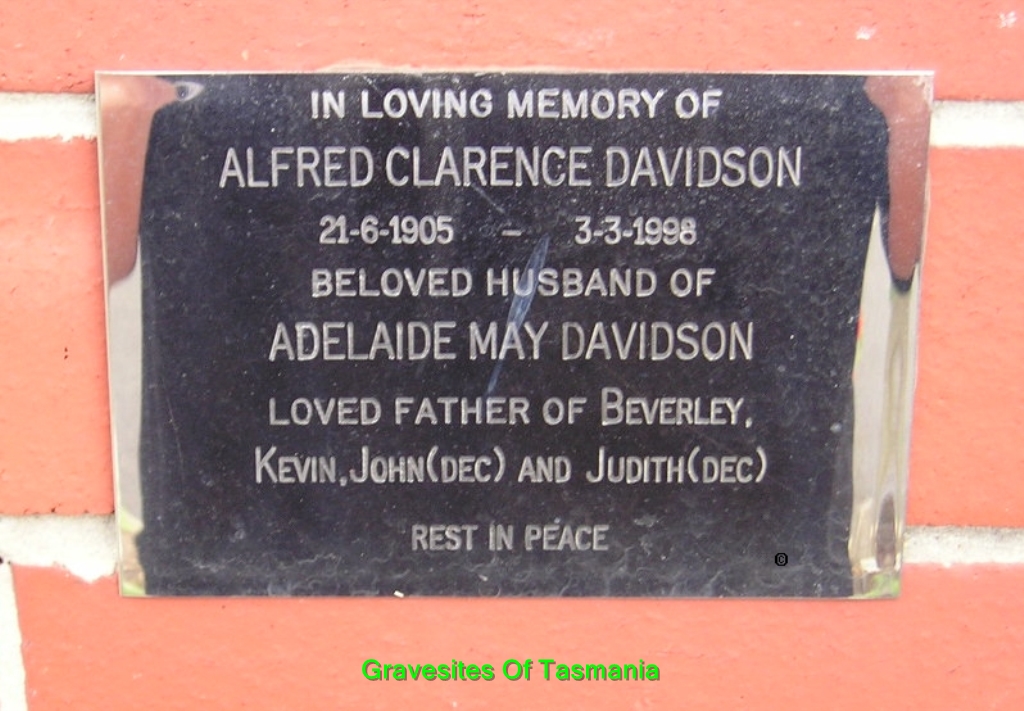 IN LOVING MEMORY OF
ALFRED CLARENCE DAVIDSON
21-6-1905 - 3-3-1998
BELOVED HUSBAND OF
ADELAIDE MAY DAVIDSON
LOVED FATHER OF BEVERLEY,
KEVIN, JOHN (DEC) AND JUDITH (DEC)
REST IN PEACE
©
Gravesites Of Tasmania